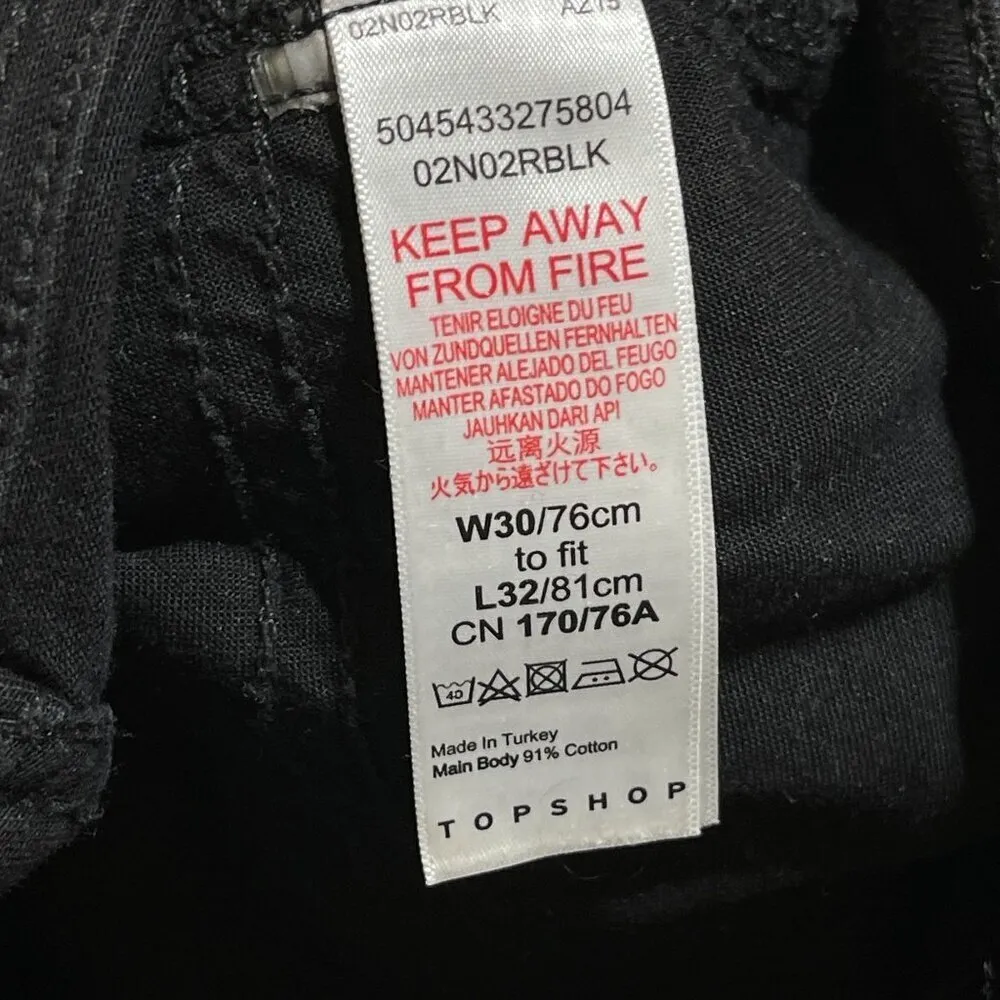 02N02RBLK AZ15
5045433275804
02N02RBLK
KEEP AWAY
FROM FIRE
TENIR ELOIGNE DU FEU
VON ZUNDQUELLEN FERNHALTEN
MANTENER ALEJADO DEL FEUGO
MANTER AFASTADO DO FOGO
JAUHKAN DARI API
远离火源
火気から遠ざけて下さい。
W30/76cm
to fit
L32/81cm
CN 170/76A
40
Made In Turkey
Main Body 91% Cotton
TOPSHOP